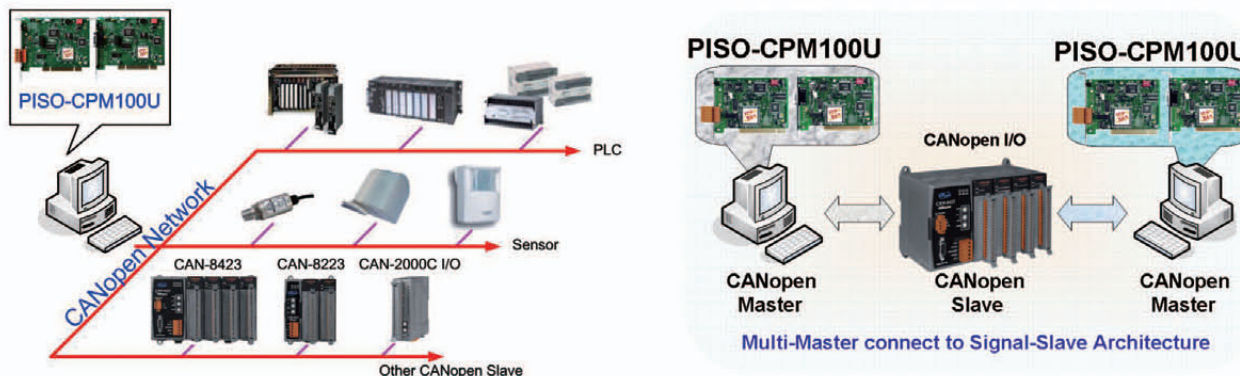 PISO-CPM100U
PLC
CANopen Network
Sensor
CAN-8423
CAN-8223
CAN-2000C I/O
Other CANopen Slave
PISO-CPM100U
PISO-CPM100U
CANopen I/O
CANopen
Master
CANopen
Slave
CANopen
Master
Multi-Master connect to Signal-Slave Architecture